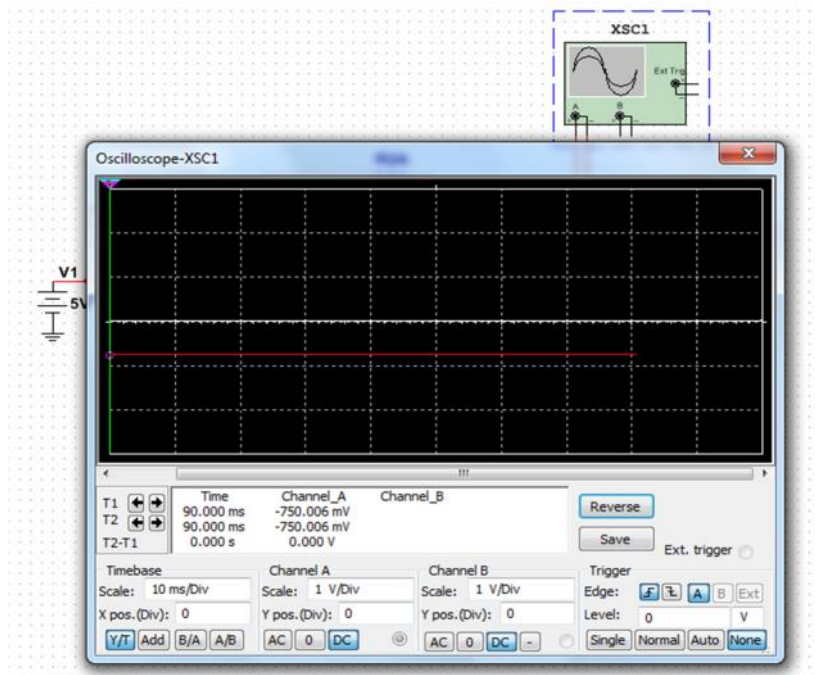 XSC1
Ext Trig
A B
Oscilloscope-XSC1
V1
5V
T1
T2
T2-T1
Time Channel_A Channel_B
90.000 ms -750.006 mV
90.000 ms -750.006 mV
0.000 s 0.000 V
Reverse
Save
Ext. trigger
Timebase
Scale: 10 ms/Div
X pos.(Div): 0
Y/T Add B/A A/B
Channel A
Scale: 1 V/Div
Y pos.(Div): 0
AC 0 DC
Channel B
Scale: 1 V/Div
Y pos.(Div): 0
AC 0 DC -
Trigger
Edge: A B Ext
Level: 0 V
Single Normal Auto None